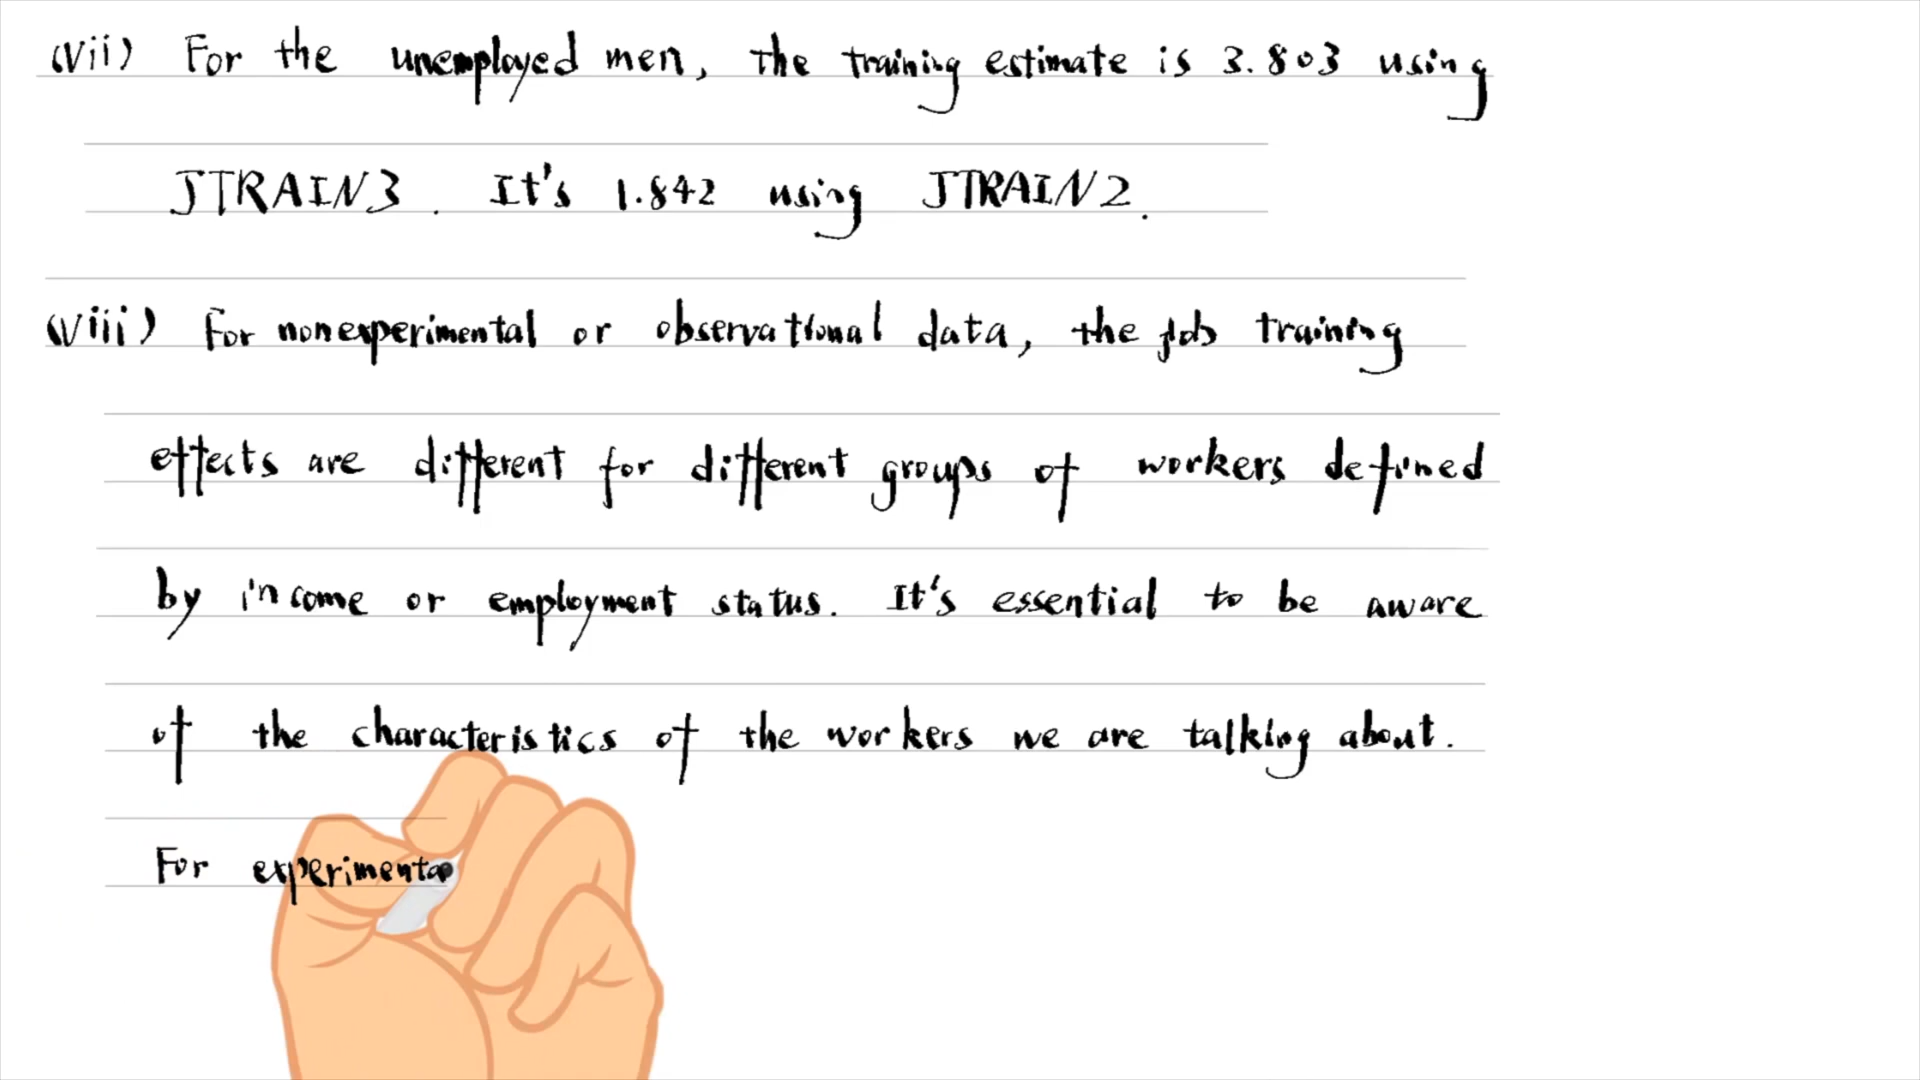 (vii) For the unemployed men, the training estimate is 3.803 using
JTRAIN3. It's 1.842 using JTRAIN2.
(viii) For nonexperimental or observational data, the job training
effects are different for different groups of workers defined
by income or employment status. It's essential to be aware
of the characteristics of the workers we are talking about.
For experimenta